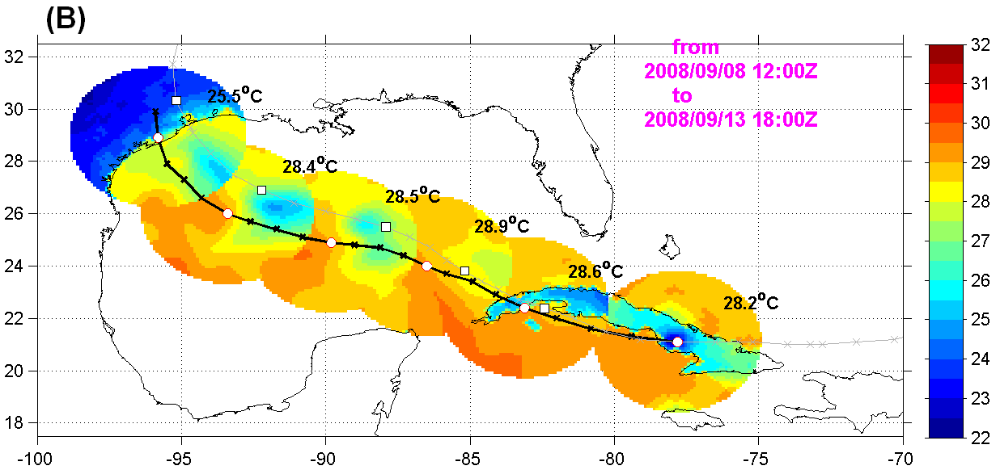 (B)
from
2008/09/08 12:00Z
to
2008/09/13 18:00Z
25.5°C
28.4°C
28.5°C
28.9°C
28.6°C
28.2°C
32
30
28
26
24
22
20
18
-100
-95
-90
-85
-80
-75
-70
32
31
30
29
28
27
26
25
24
23
22